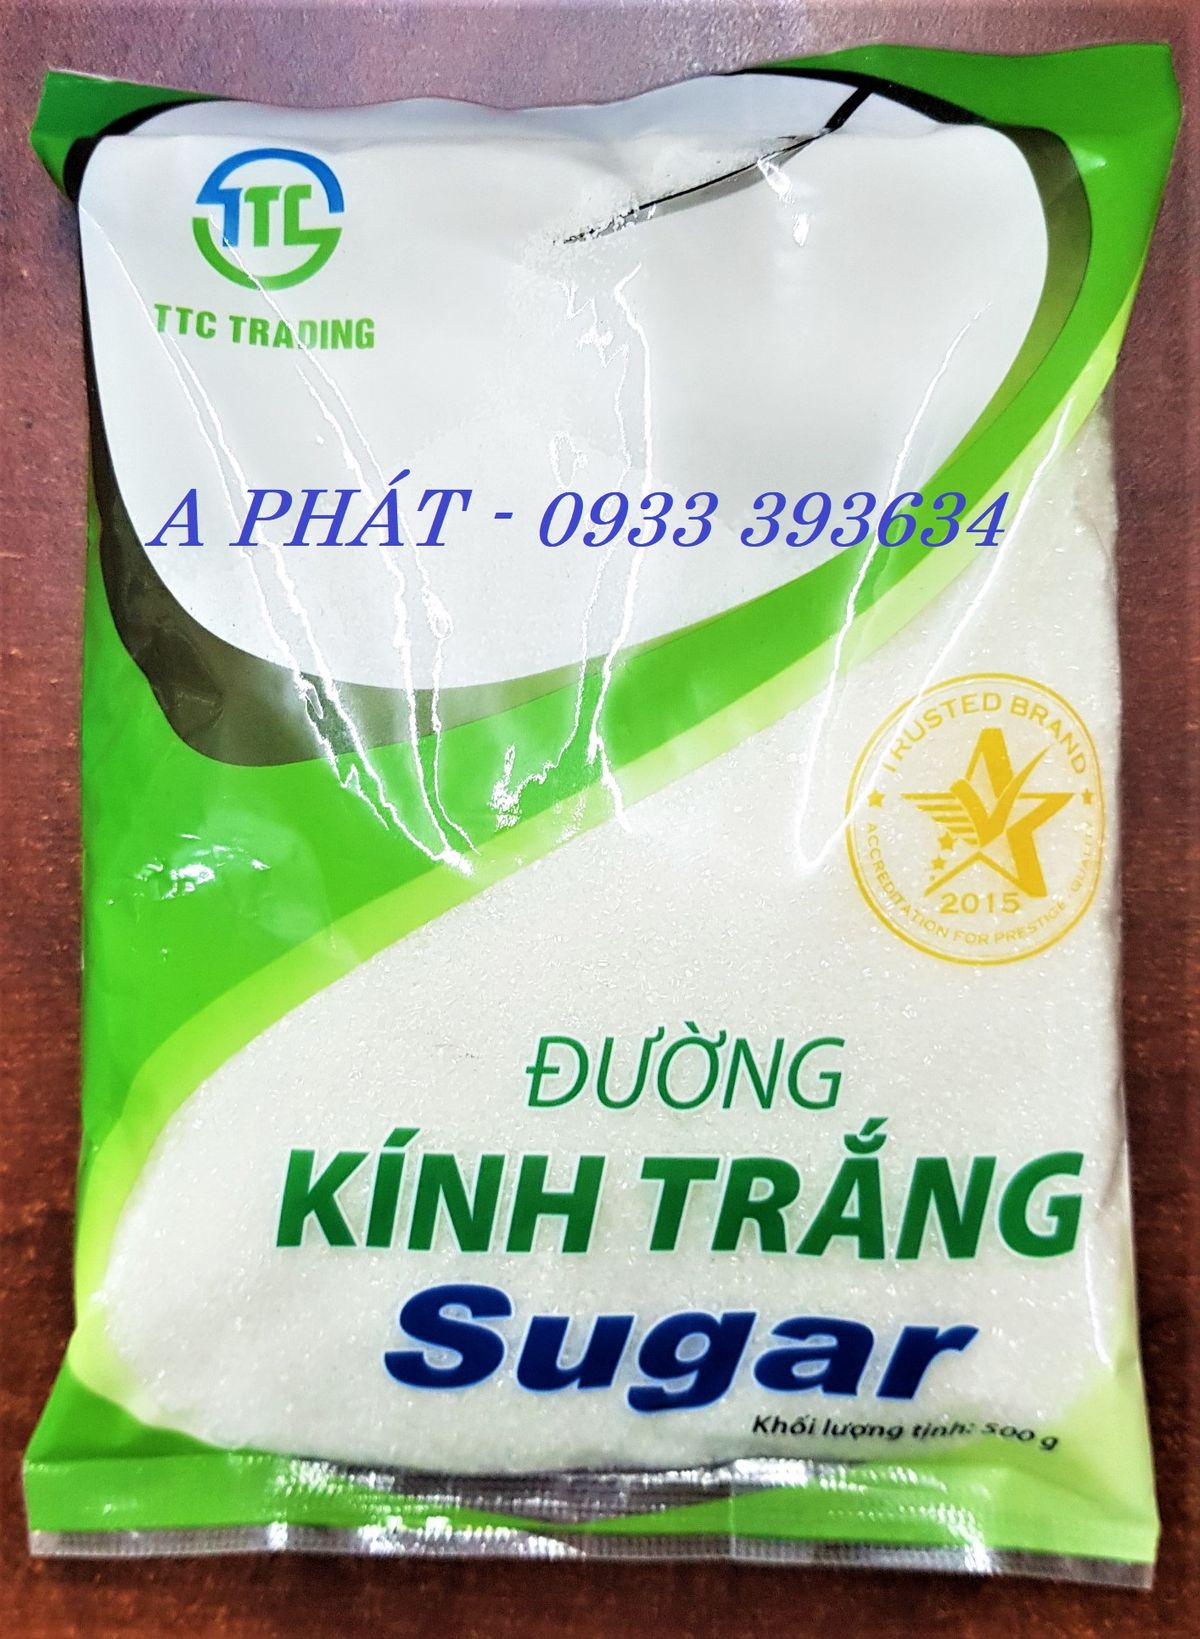 TTC
TTC TRADING
A PHÁT - 0933 393634
TRUSTED BRAND
2015
ACCREDITATION FOR PRESTIGE - QUALITY
ĐƯỜNG
KÍNH TRẮNG
Sugar
Khối lượng tịnh: 500 g